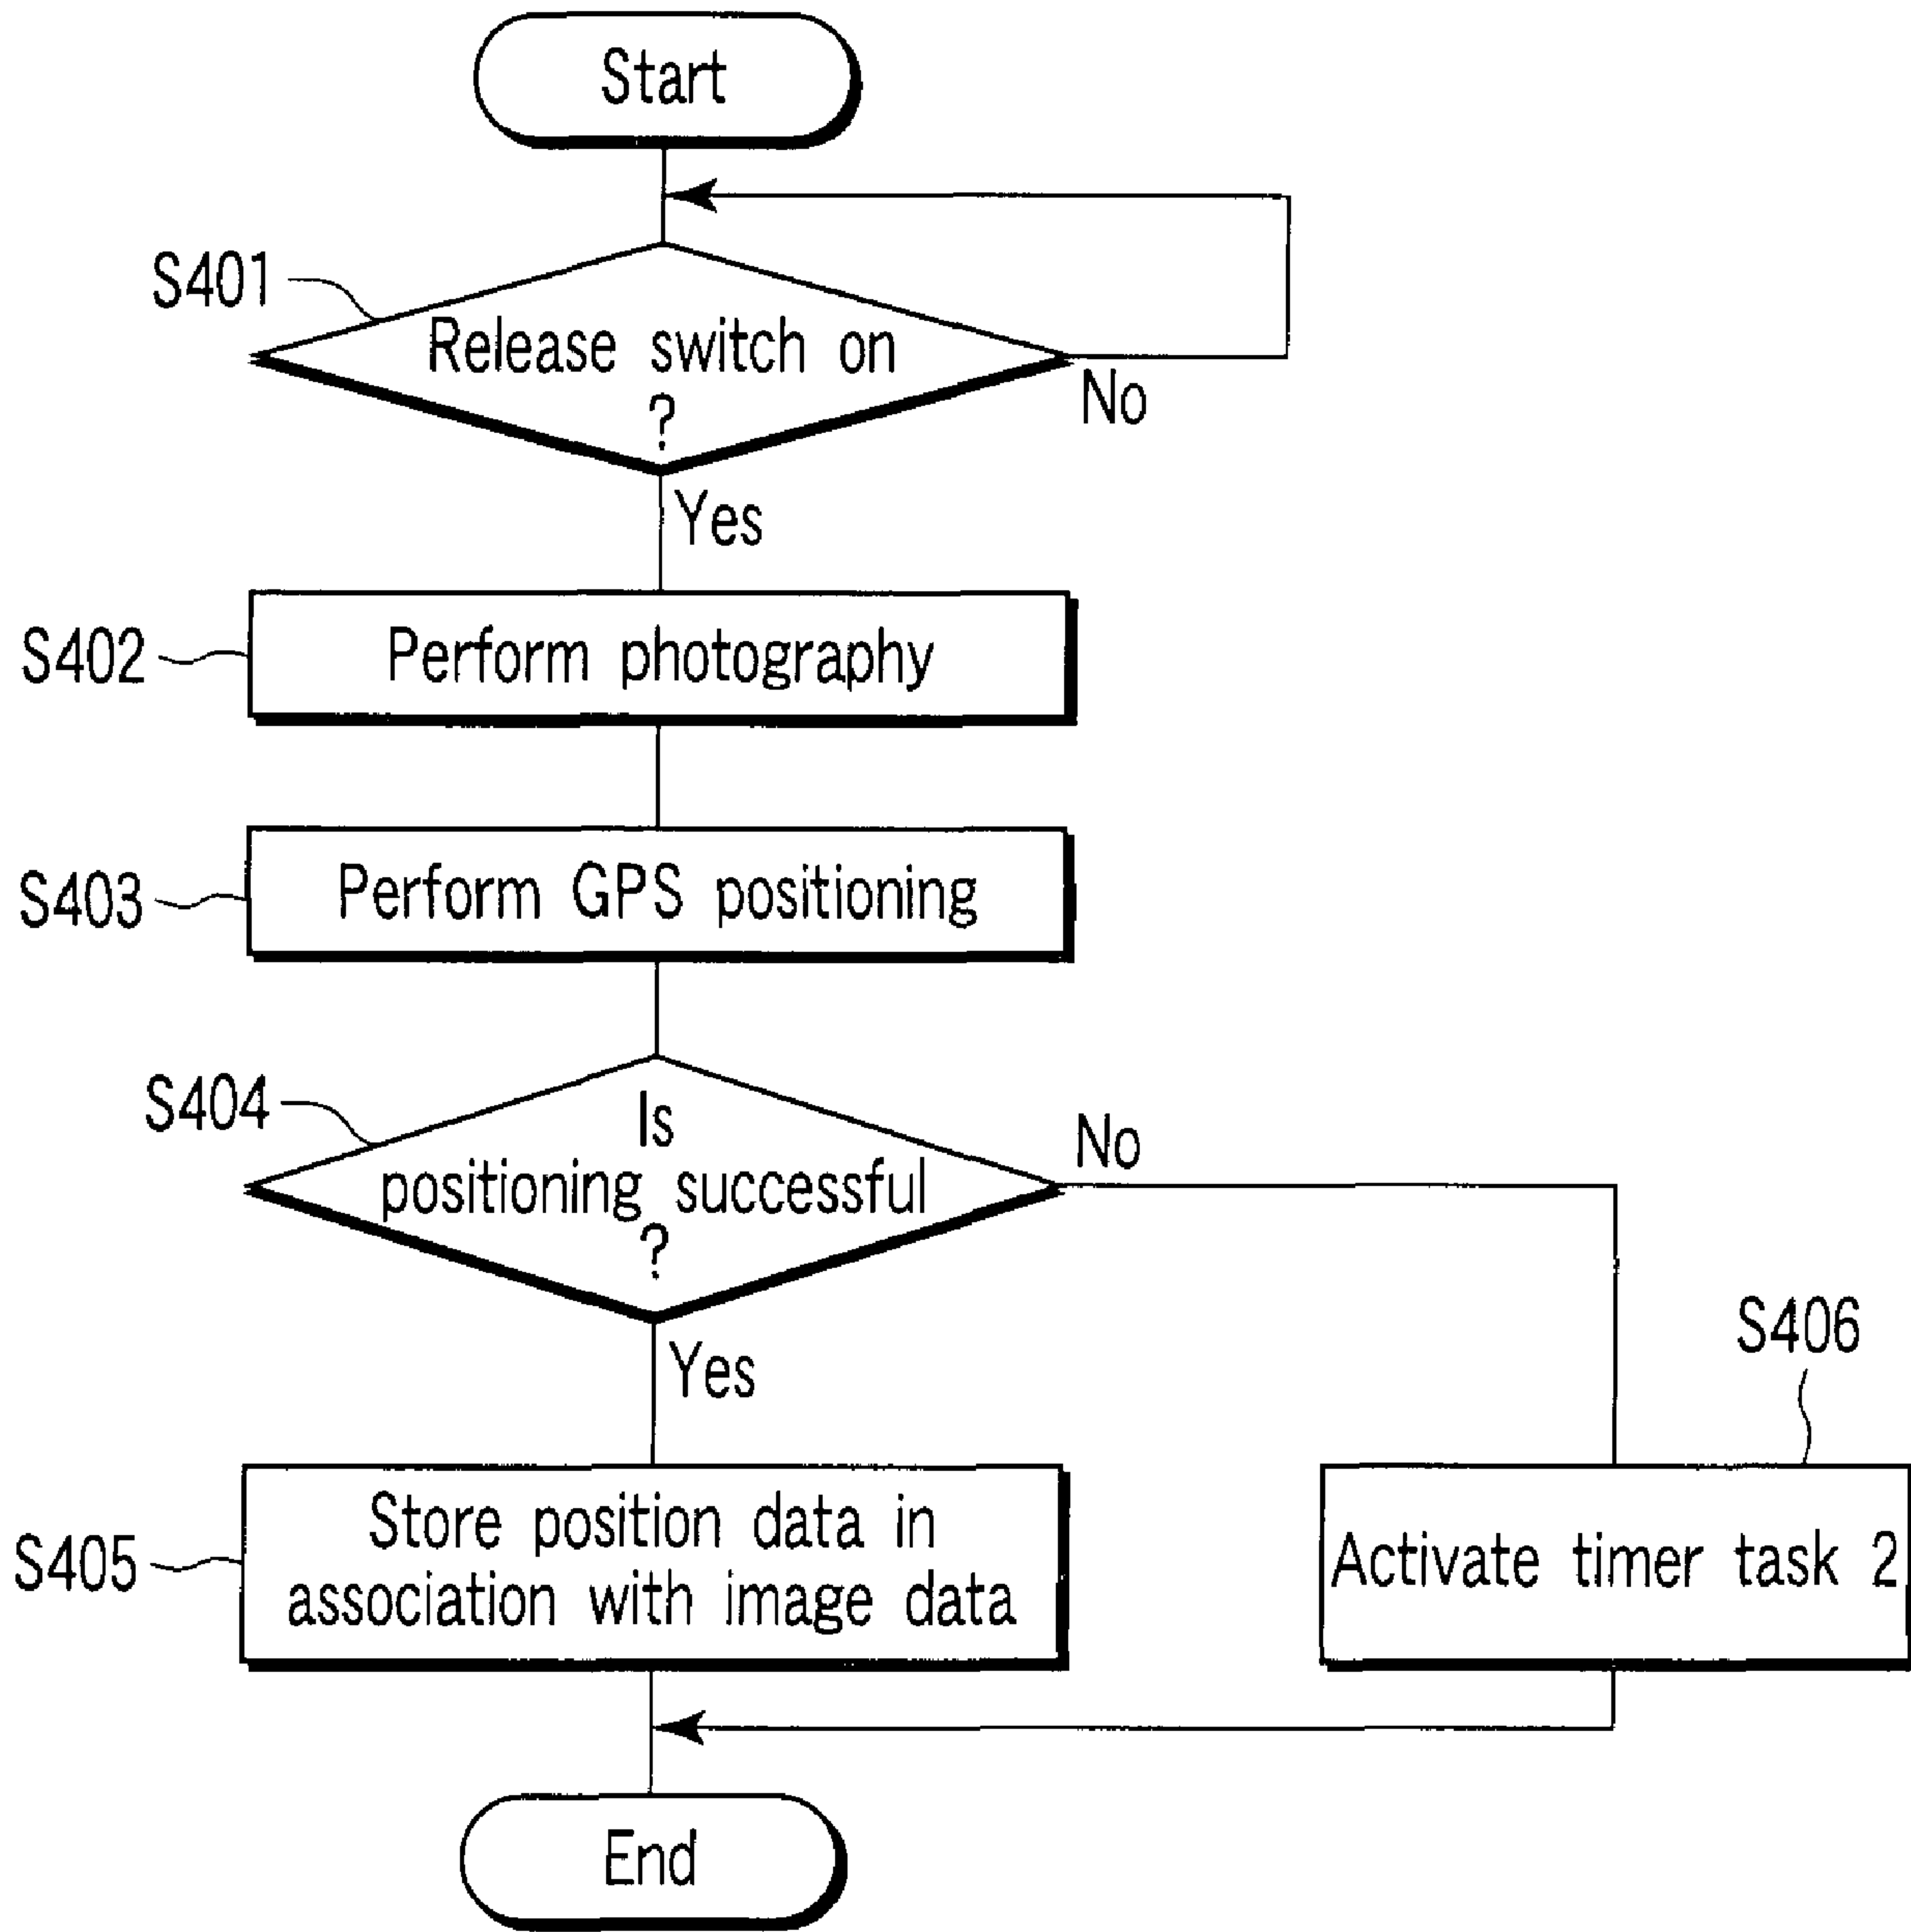 Start
S401
Release switch on
?
No
Yes
S402
Perform photography
S403
Perform GPS positioning
S404
Is
positioning successful
?
No
Yes
S405
Store position data in
association with image data
S406
Activate timer task 2
End